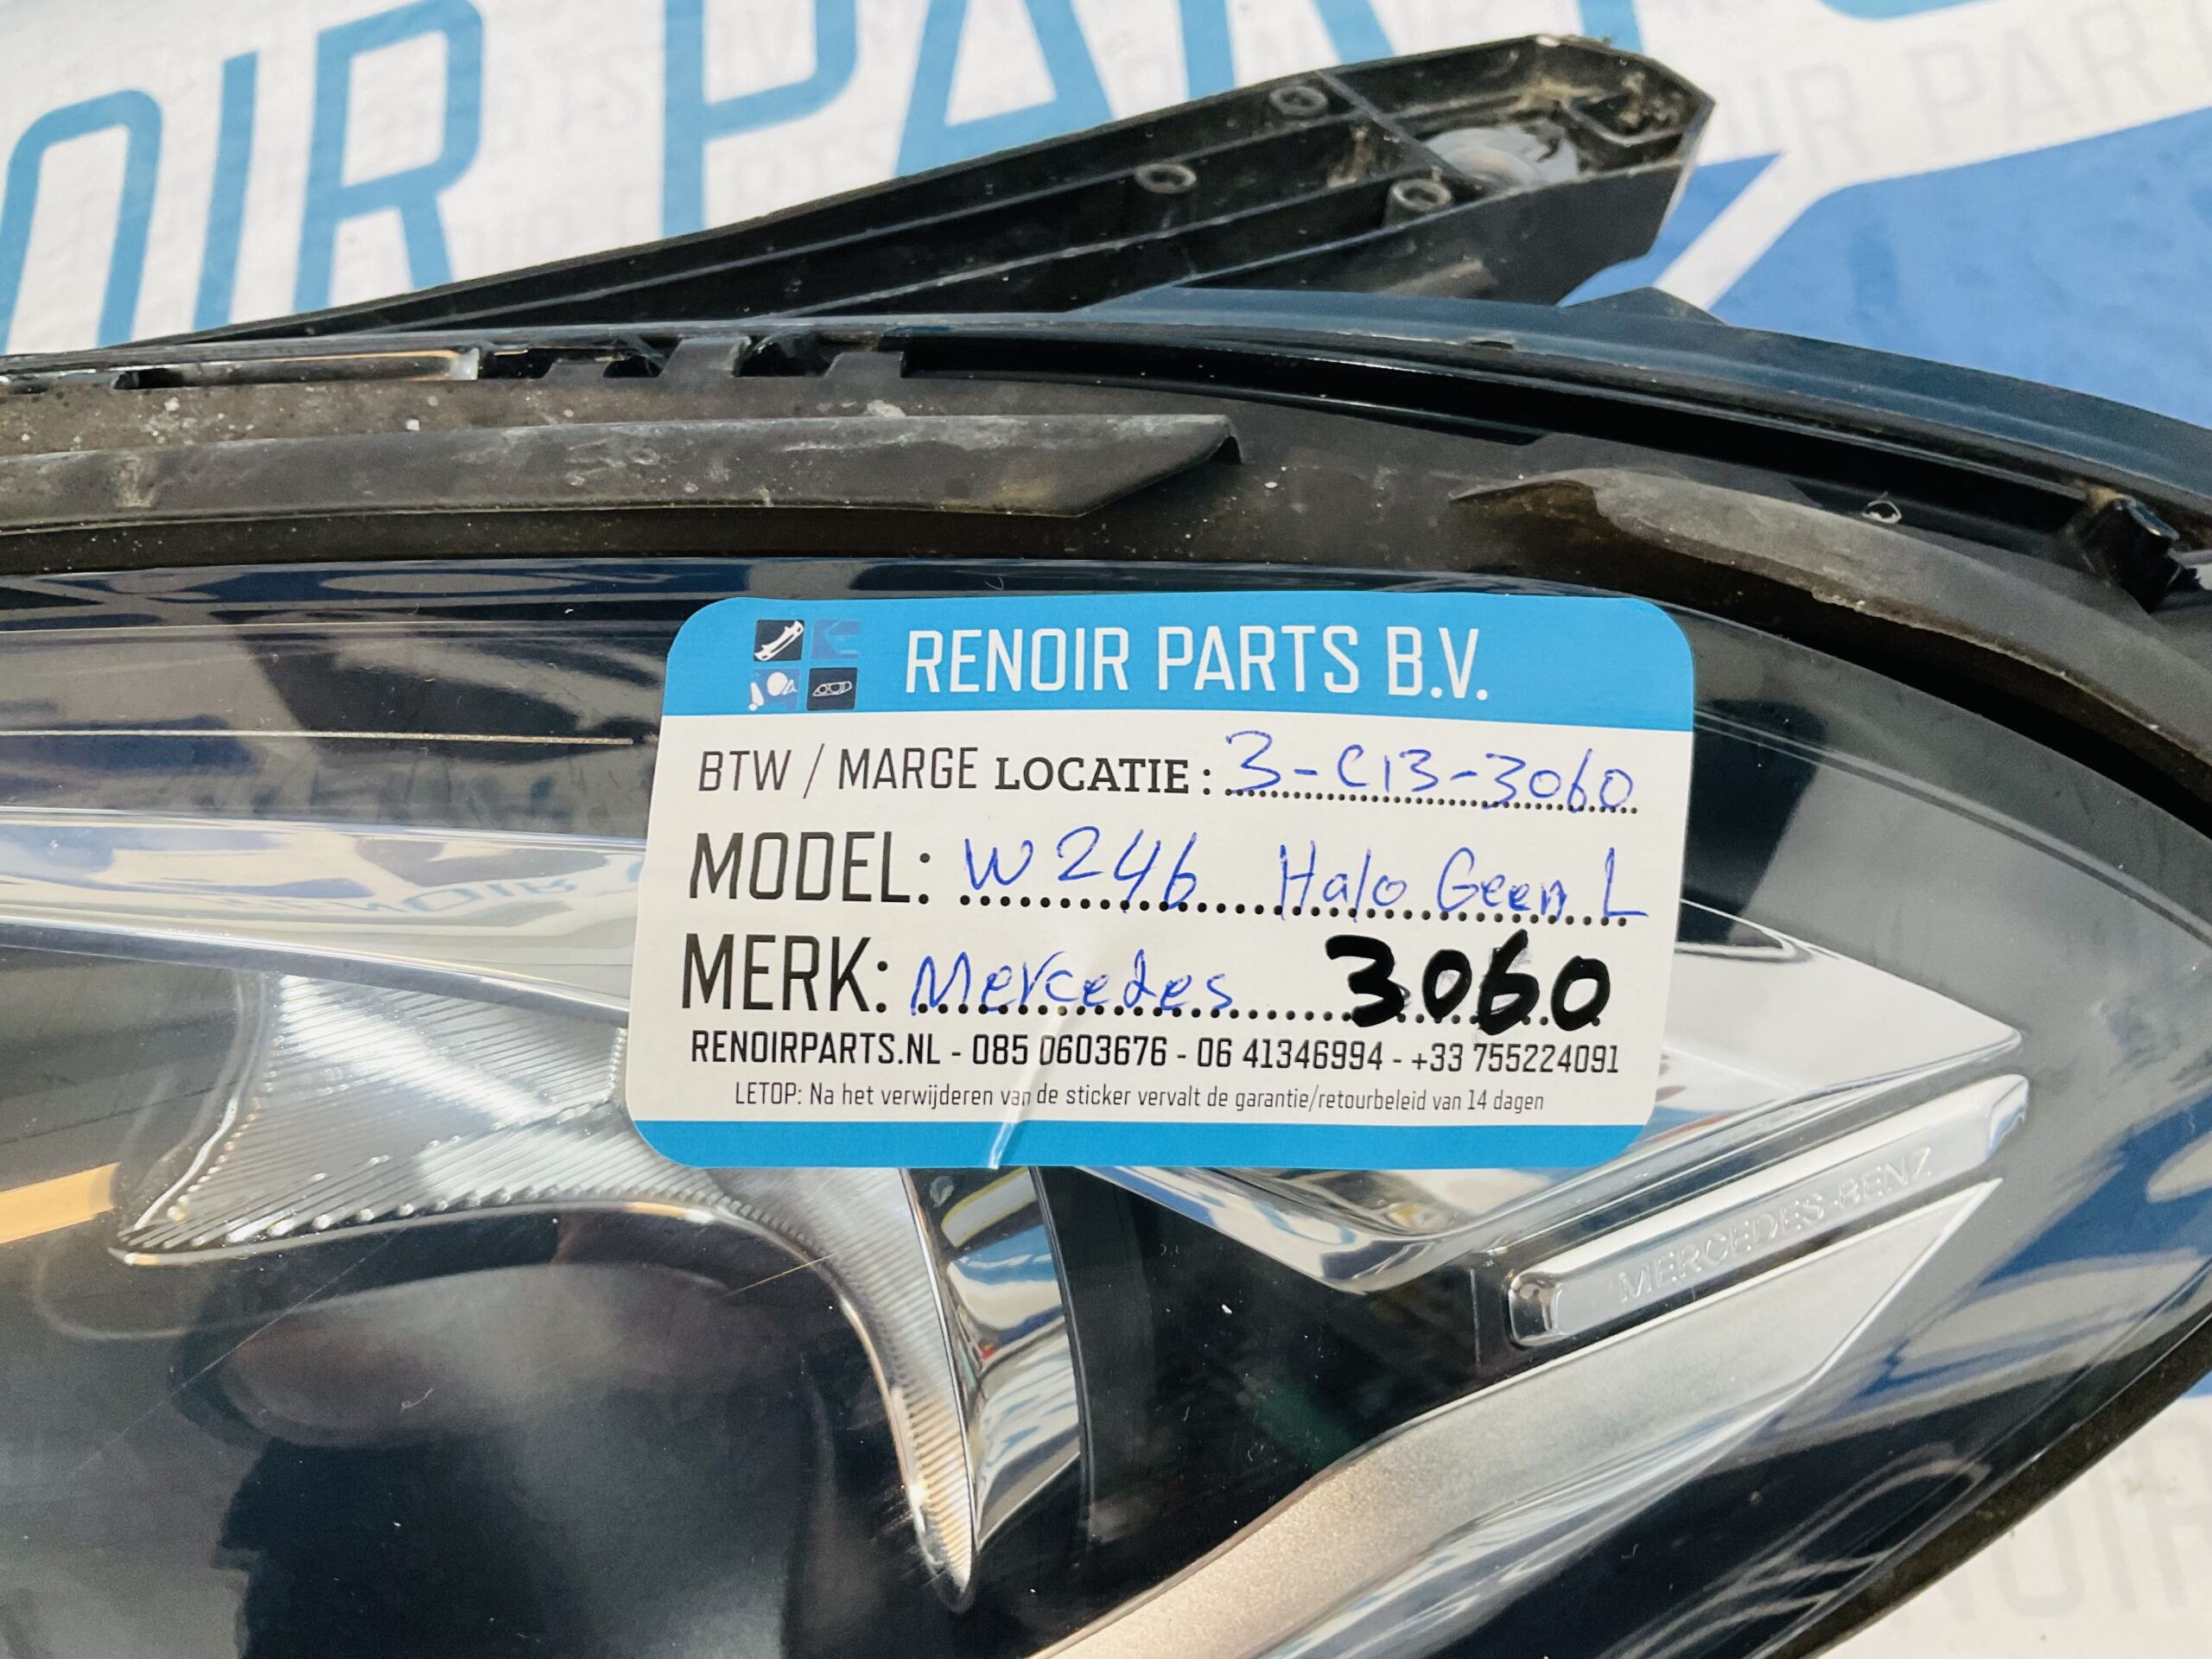 OIR PARTS
RENOIR PARTS B.V.
BTW / MARGE LOCATIE: 3-C13-3060
MODEL: W246 Halo Geen L
MERK: Mercedes 3060
RENOIRPARTS.NL - 085 0603676 - 06 41346994 - +33 755224091
LETOP: Na het verwijderen van de sticker vervalt de garantie/retourbeleid van 14 dagen
MERCEDES-BENZ